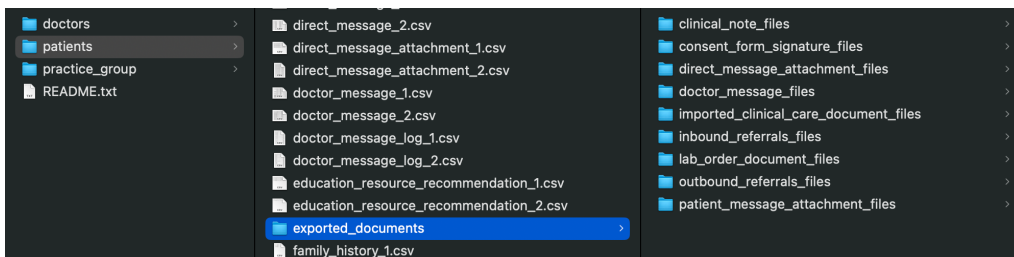 doctors
patients
practice_group
README.txt
direct_message_2.csv
direct_message_attachment_1.csv
direct_message_attachment_2.csv
doctor_message_1.csv
doctor_message_2.csv
doctor_message_log_1.csv
doctor_message_log_2.csv
education_resource_recommendation_1.csv
education_resource_recommendation_2.csv
exported_documents
family_history_1.csv
clinical_note_files
consent_form_signature_files
direct_message_attachment_files
doctor_message_files
imported_clinical_care_document_files
inbound_referrals_files
lab_order_document_files
outbound_referrals_files
patient_message_attachment_files